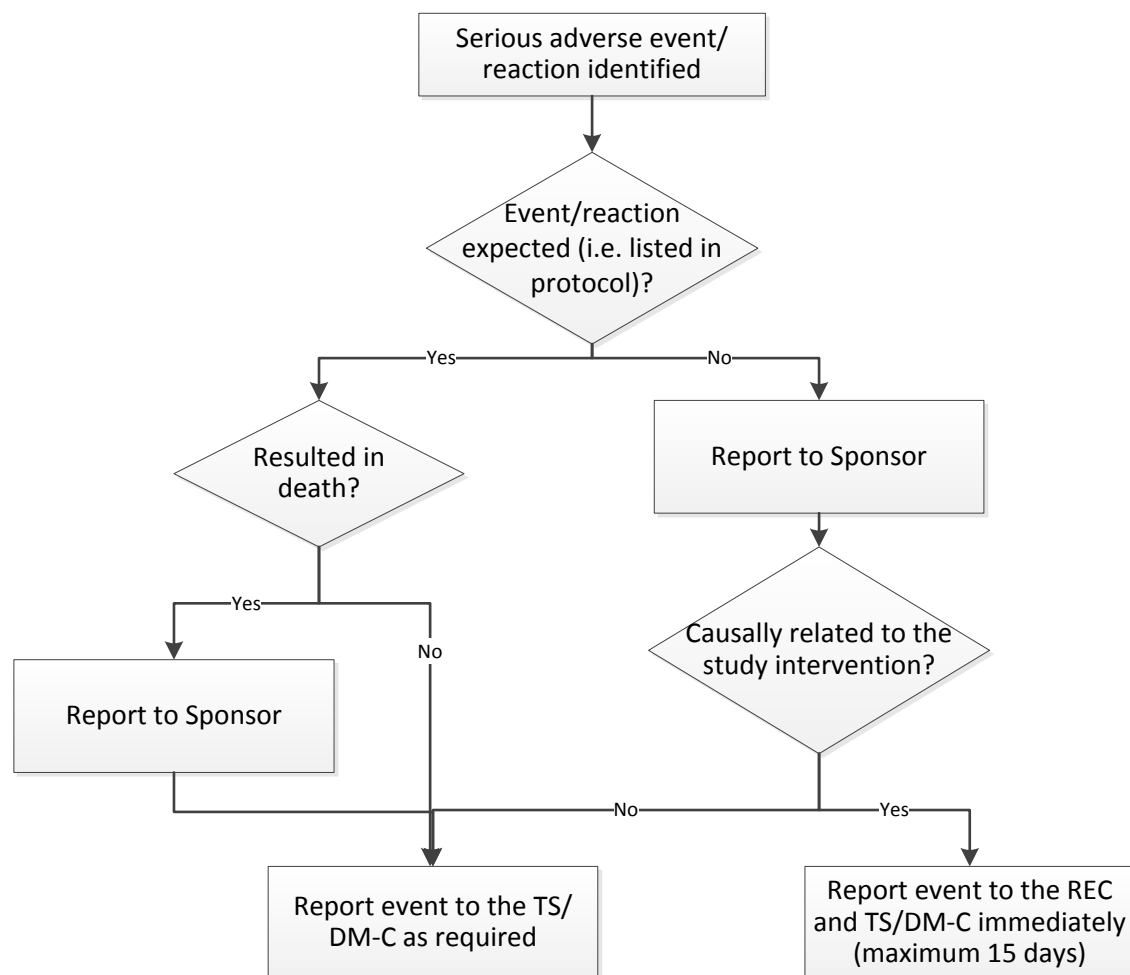 Serious adverse event/
reaction identified
Event/reaction
expected (i.e. listed in
protocol)?
Yes
No
Resulted in
death?
Report to Sponsor
Yes
No
Causally related to the
study intervention?
Report to Sponsor
No
Yes
Report event to the TS/
DM-C as required
Report event to the REC
and TS/DM-C immediately
(maximum 15 days)